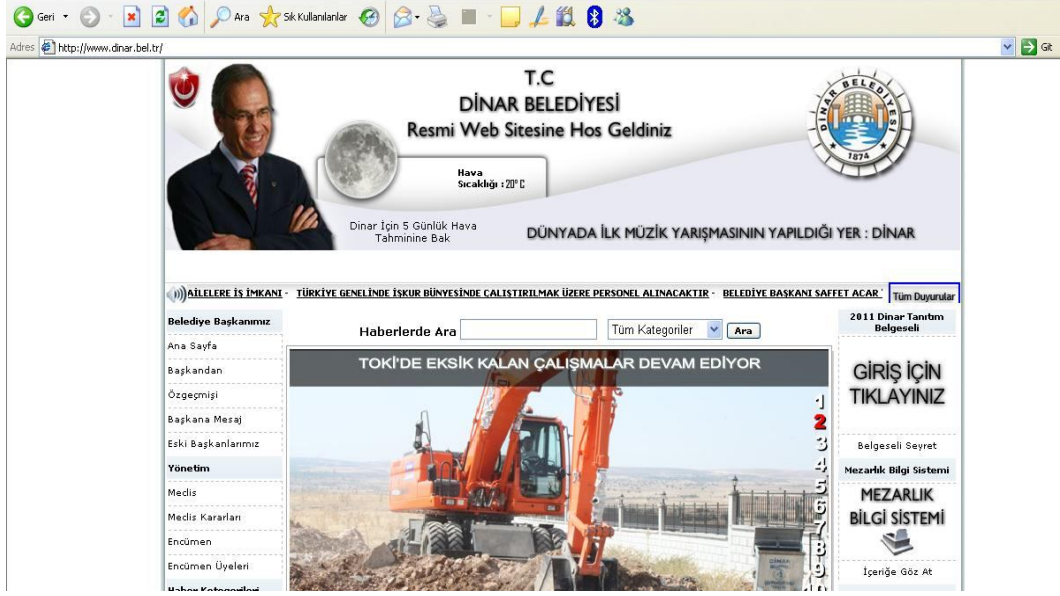 Geri
Ara
Sık Kullanılanlar
Adres
http://www.dinar.bel.tr/
Git
T.C
DİNAR BELEDİYESİ
Resmi Web Sitesine Hos Geldiniz
DİNAR BELEDİYESİ
1874
Hava
Sıcaklığı : 20° C
Dinar İçin 5 Günlük Hava
Tahminine Bak
DÜNYADA İLK MÜZİK YARIŞMASININ YAPILDIĞI YER : DİNAR
AİLELERE İŞ İMKANI - TÜRKİYE GENELİNDE İŞKUR BÜNYESİNDE ÇALIŞTIRILMAK ÜZERE PERSONEL ALINACAKTIR - BELEDİYE BAŞKANI SAFFET ACAR
Tüm Duyurular
Belediye Başkanımız
Ana Sayfa
Başkandan
Özgeçmişi
Başkana Mesaj
Eski Başkanlarımız
Yönetim
Meclis
Meclis Kararları
Encümen
Encümen Üyeleri
Haber Kategorileri
Haberlerde Ara
Tüm Kategoriler
Ara
TOKİ'DE EKSİK KALAN ÇALIŞMALAR DEVAM EDİYOR
1
2
3
4
5
6
7
8
9
10
2011 Dinar Tanıtım
Belgeseli
GİRİŞ İÇİN
TIKLAYINIZ
Belgeseli Seyret
Mezarlık Bilgi Sistemi
MEZARLIK
BİLGİ SİSTEMİ
İçeriğe Göz At